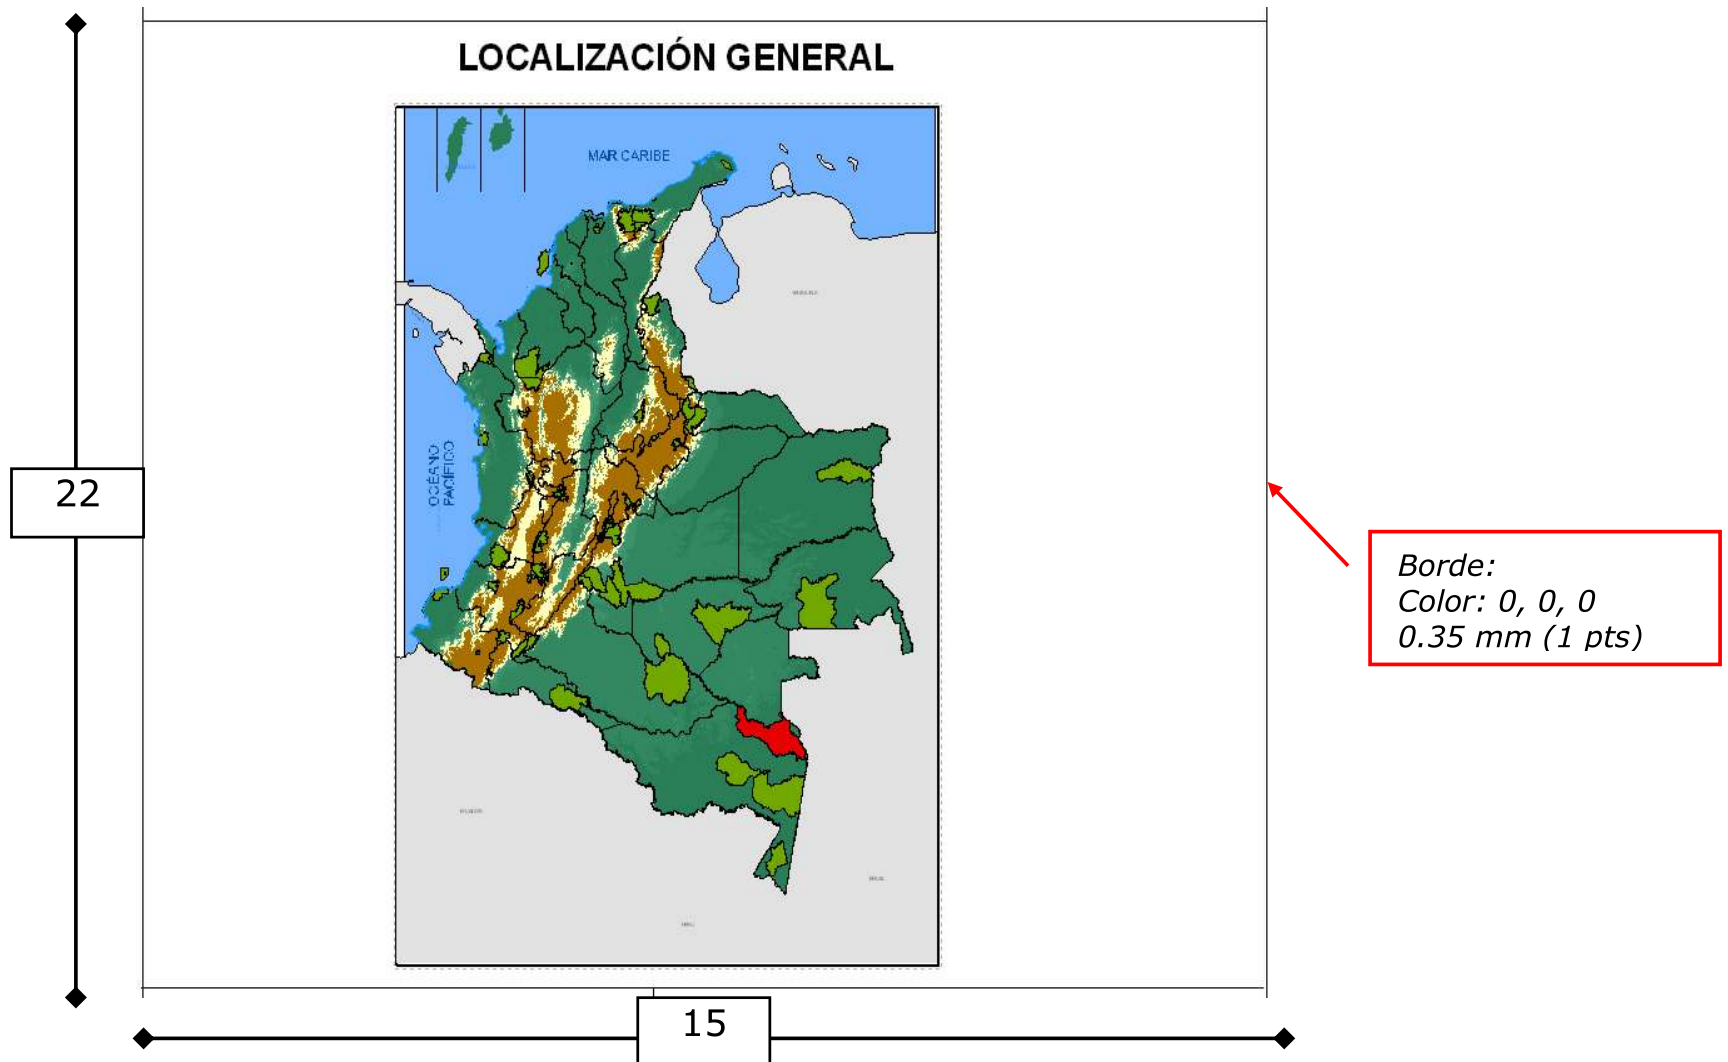 LOCALIZACIÓN GENERAL
MAR CARIBE
OCÉANO
PACÍFICO
22
Borde:
Color: 0, 0, 0
0.35 mm (1 pts)
15